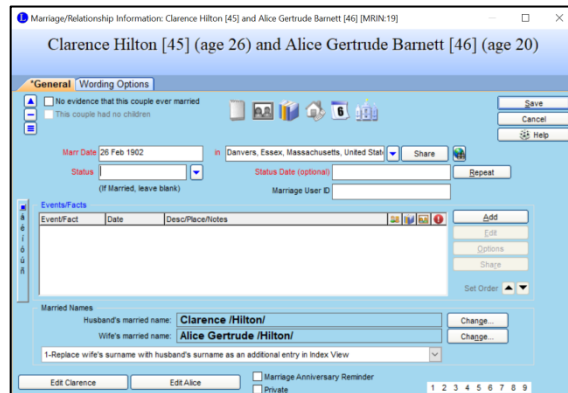 Marriage/Relationship Information: Clarence Hilton [45] and Alice Gertrude Barnett [46] [MRIN:19]
Clarence Hilton [45] (age 26) and Alice Gertrude Barnett [46] (age 20)
*General Wording Options
No evidence that this couple ever married
This couple had no children
6
Save
Cancel
Help
Marr Date 26 Feb 1902 in Danvers, Essex, Massachusetts, United Stat Share
Status Status Date (optional) Repeat
(If Married, leave blank) Marriage User ID
Events/Facts
Event/Fact Date Desc/Place/Notes
Add
Edit
Options
Share
Set Order
á é í ó ú ñ
Married Names
Husband's married name: Clarence /Hilton/ Change...
Wife's married name: Alice Gertrude /Hilton/ Change...
1-Replace wife's surname with husband's surname as an additional entry in Index View
Edit Clarence Edit Alice Marriage Anniversary Reminder
Private 1 2 3 4 5 6 7 8 9